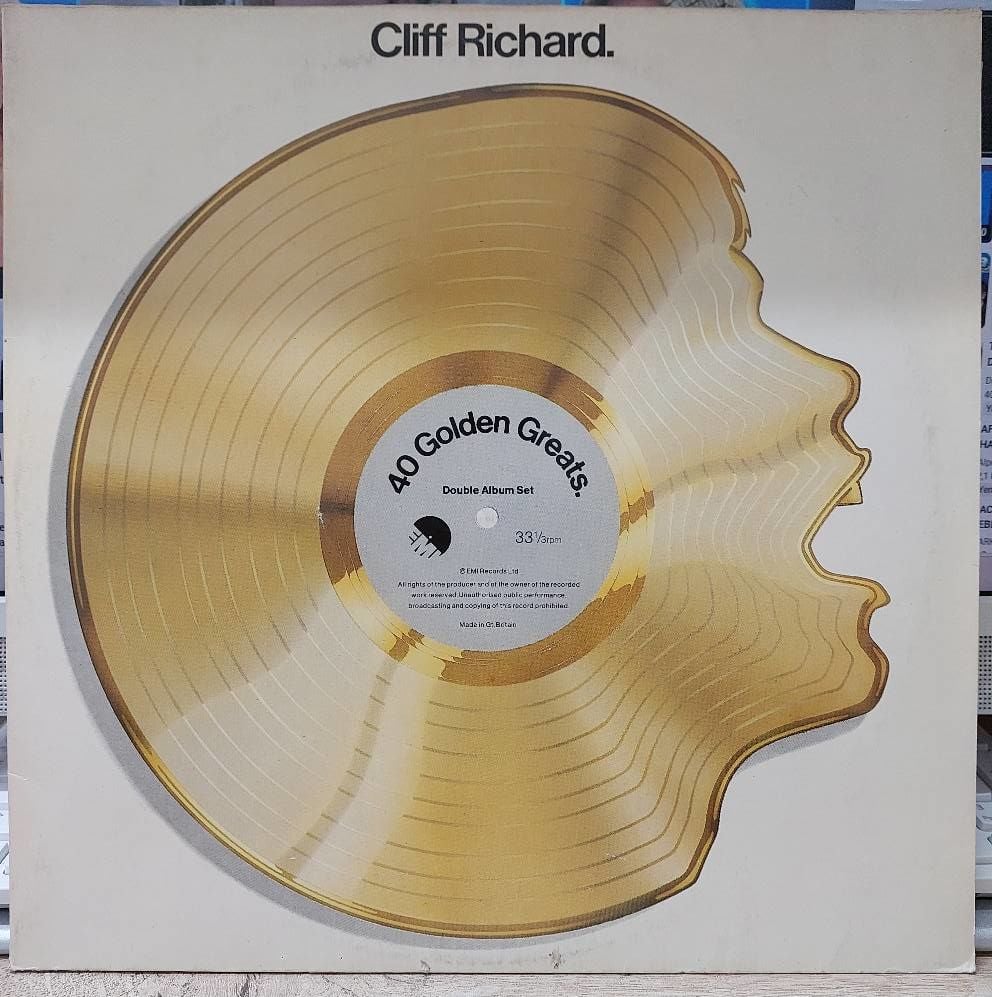 Cliff Richard.
40 Golden Greats.
Double Album Set
EMI
33⅓rpm
℗ EMI Records Ltd
All rights of the producer and of the owner of the recorded
work reserved. Unauthorised public performance,
broadcasting and copying of this record prohibited.
Made in Gt. Britain